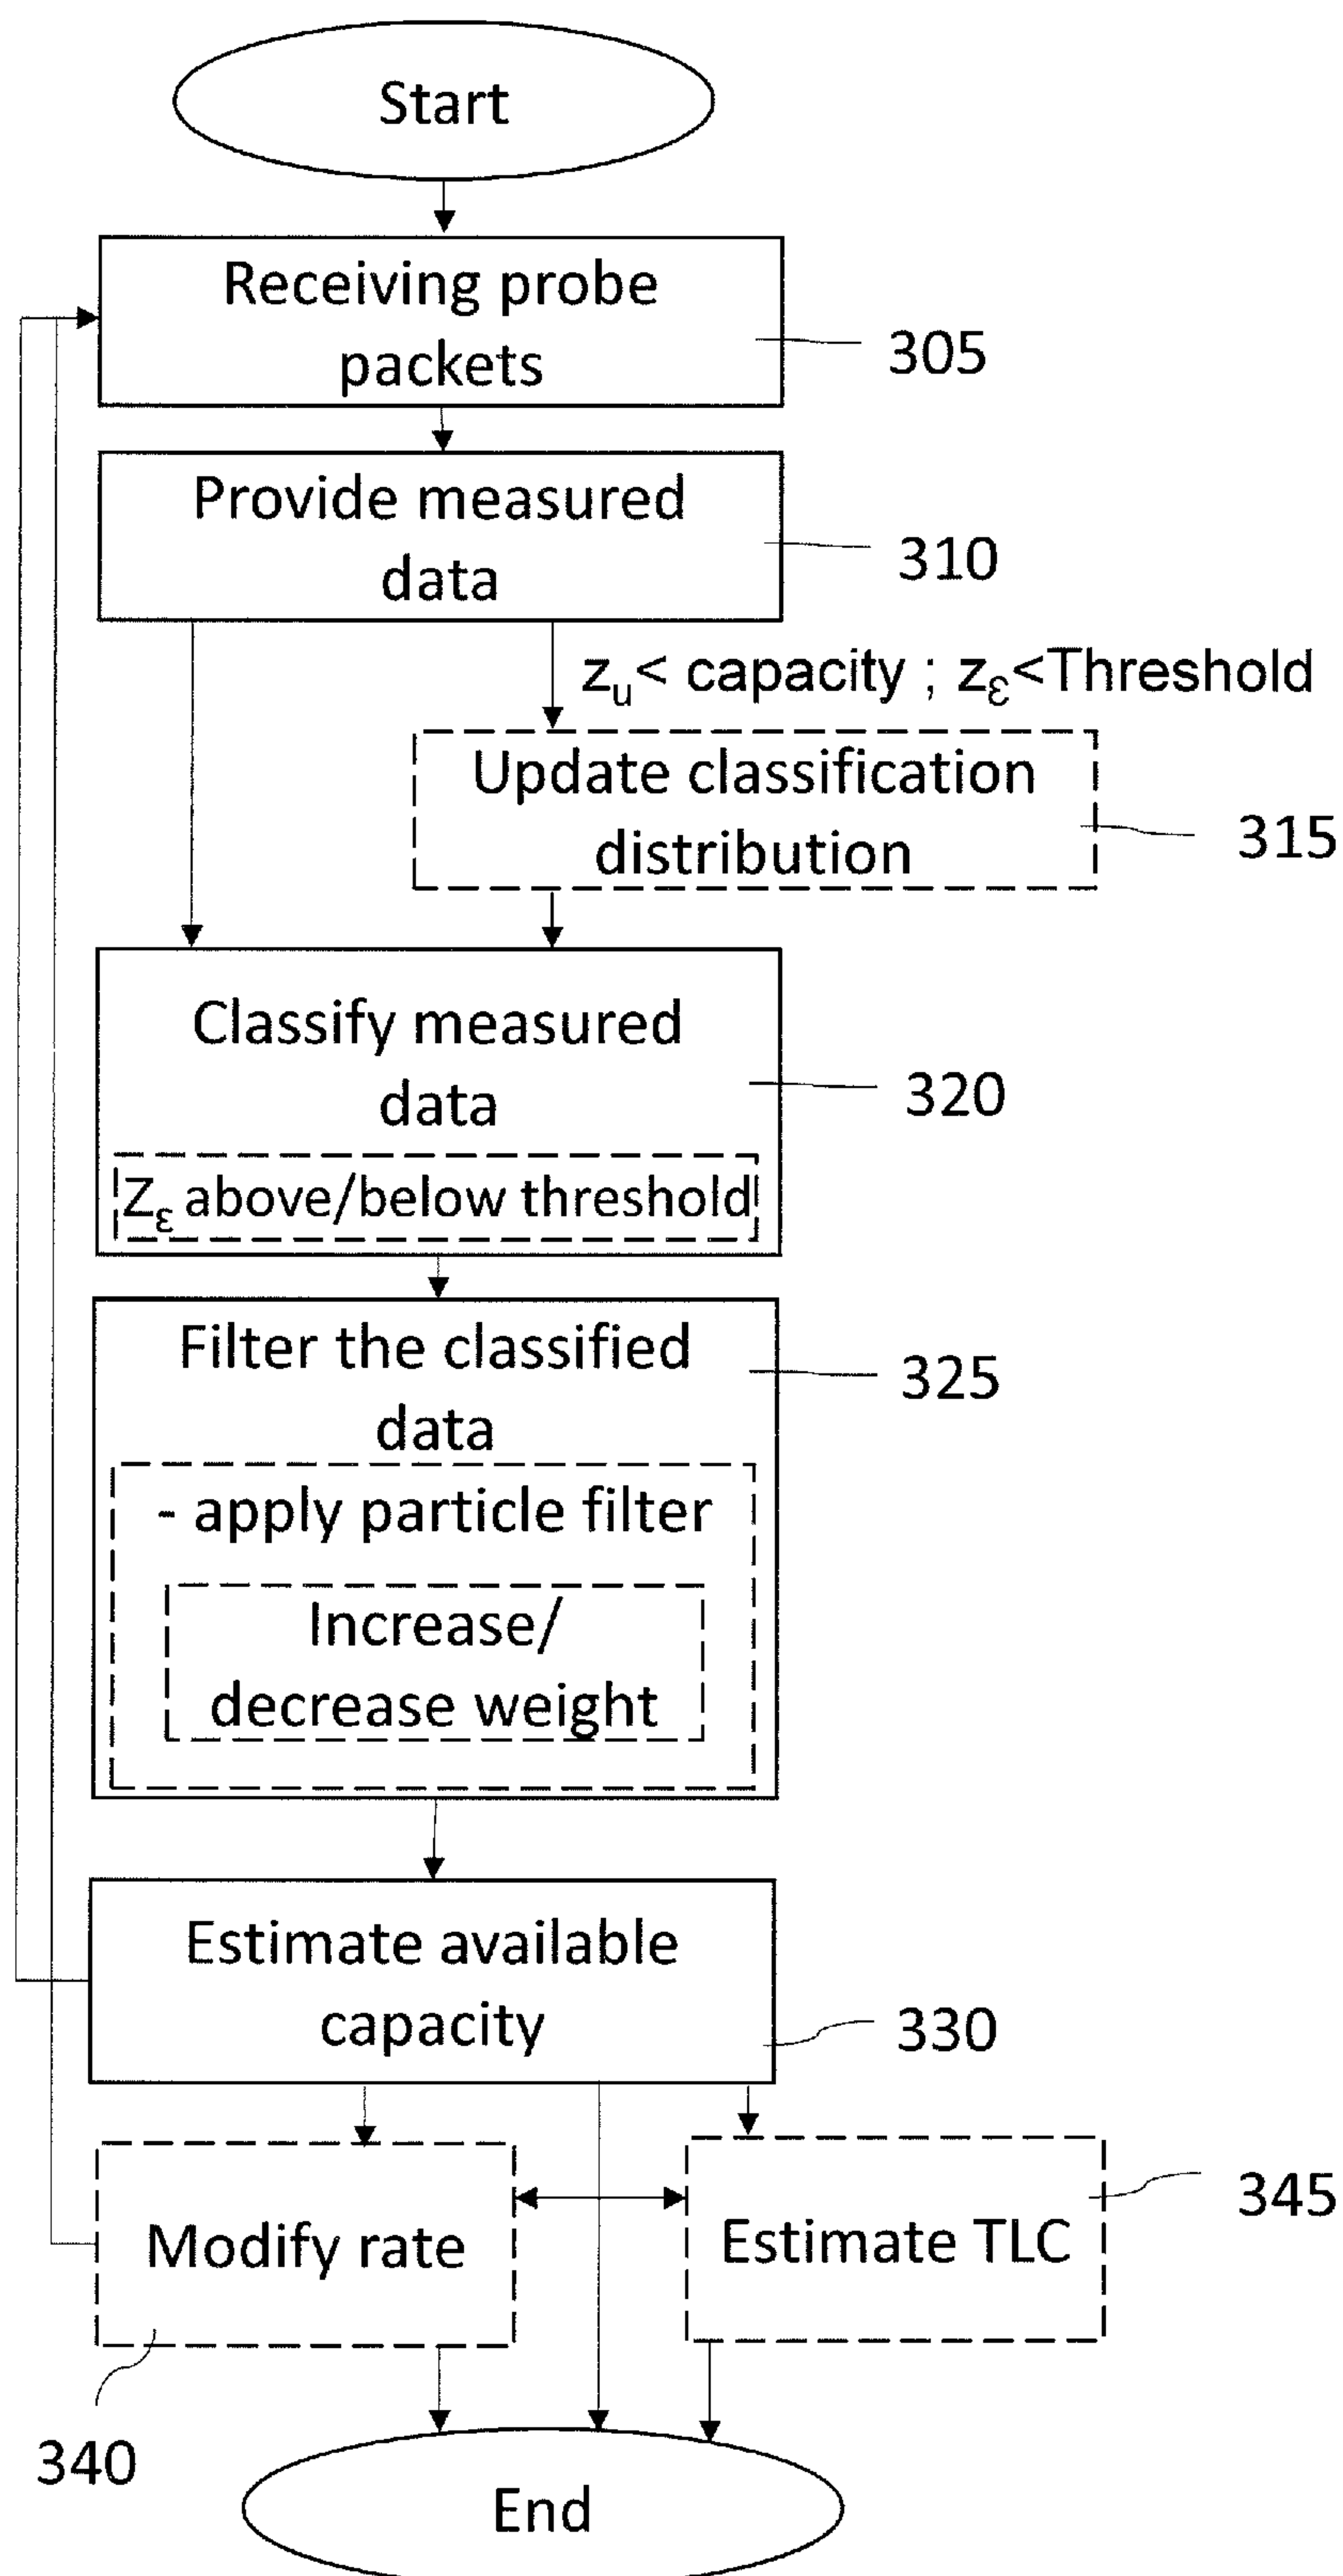 Start
Receiving probe
packets
305
Provide measured
data
310
zu< capacity ; zε<Threshold
Update classification
distribution
315
Classify measured
data
320
Zε above/below threshold
Filter the classified
data
325
- apply particle filter
Increase/
decrease weight
Estimate available
capacity
330
Modify rate
340
Estimate TLC
345
End